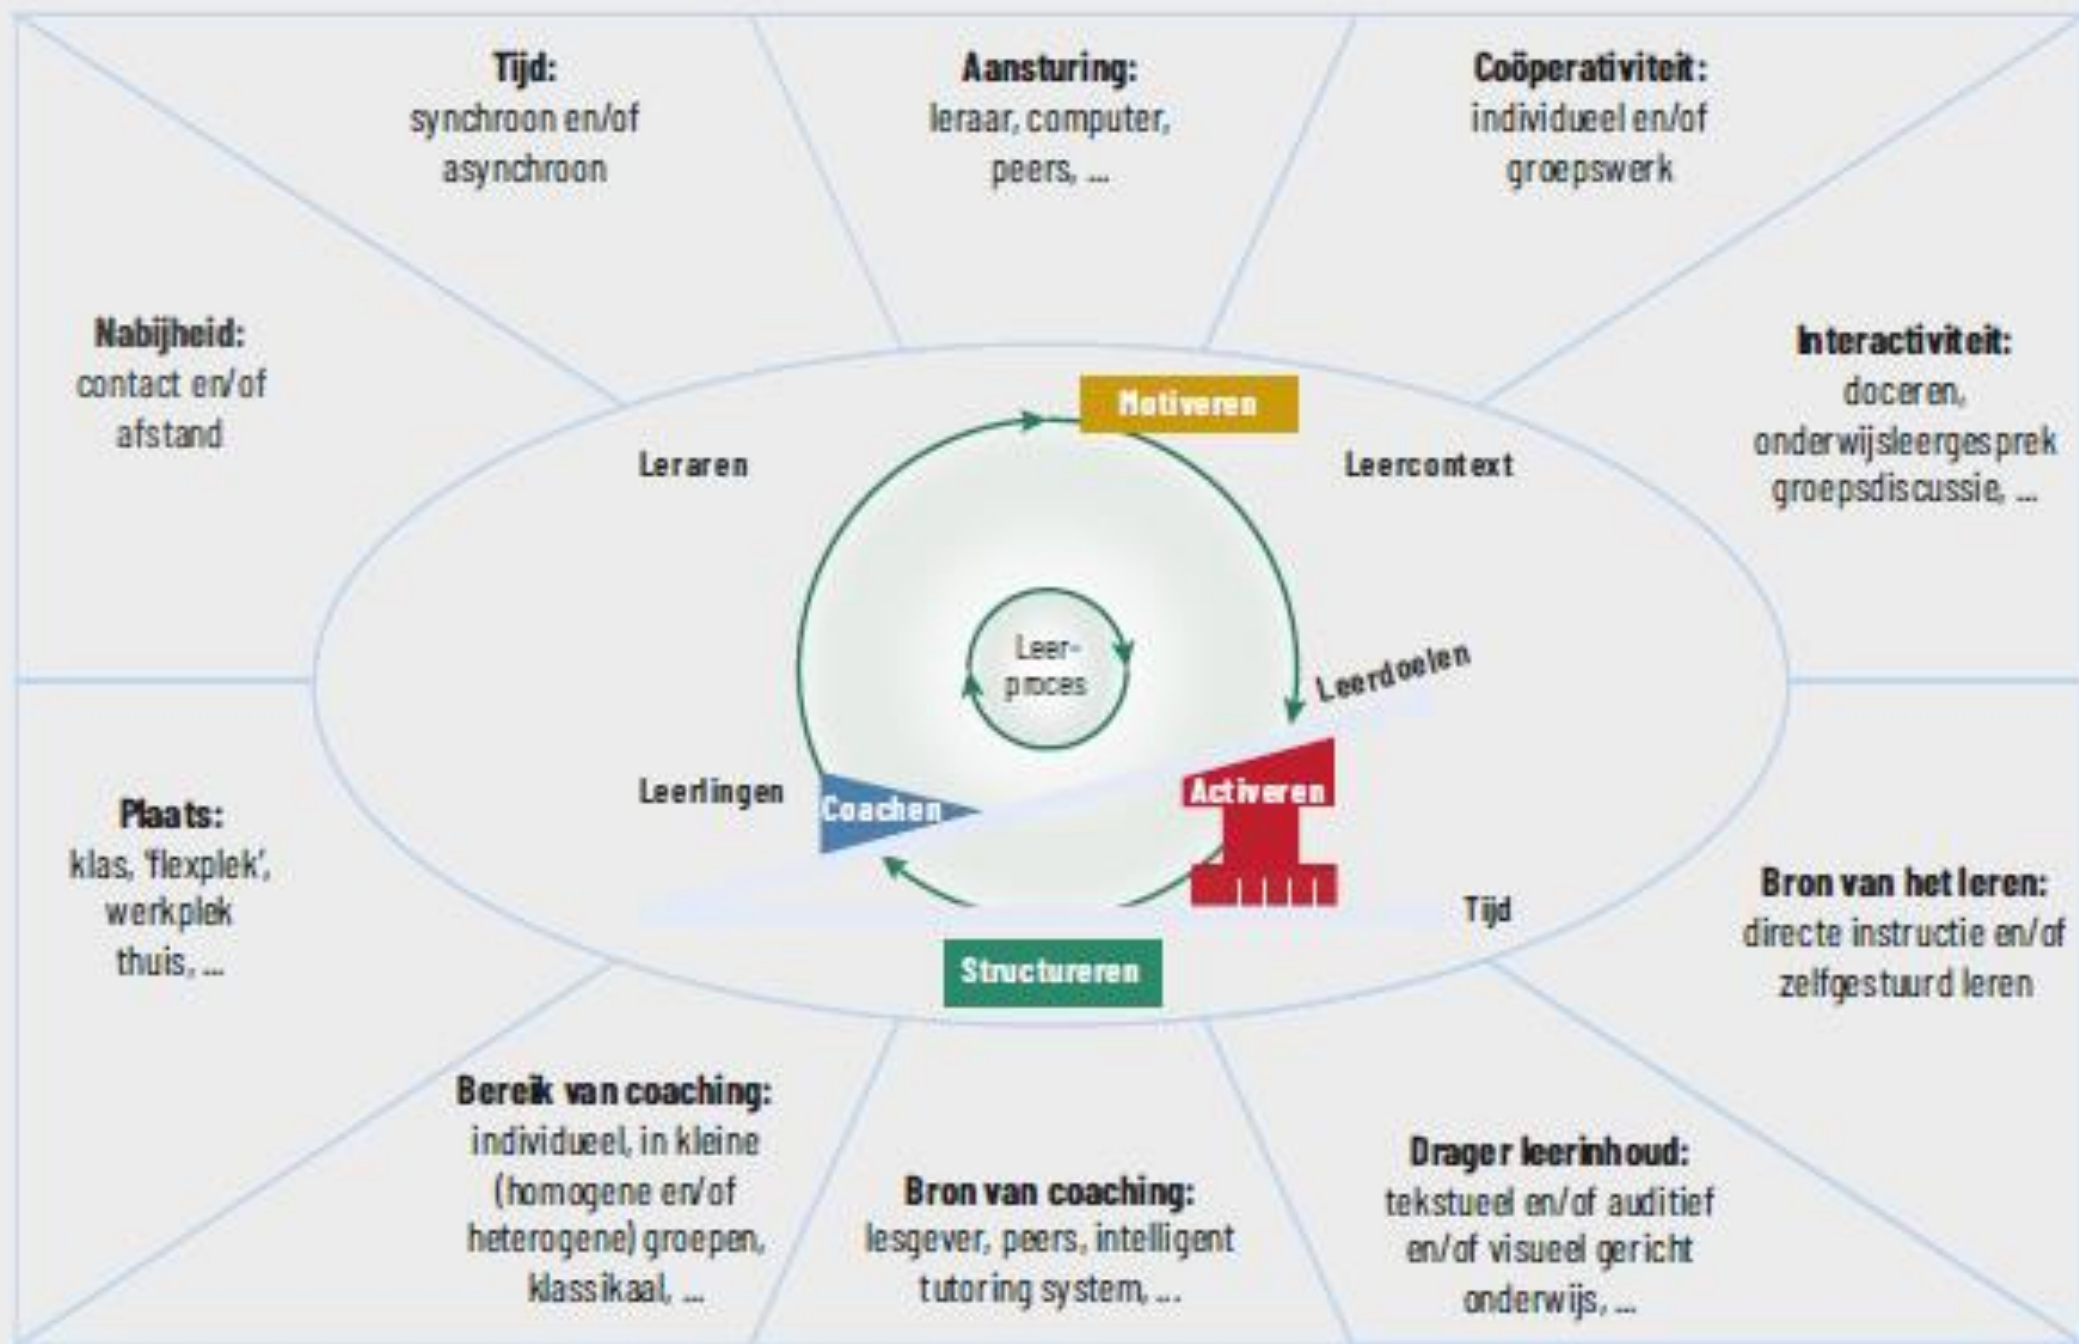 Tijd:
synchroon en/of
asynchroon
Aansturing:
leraar, computer,
peers, ...
Coöperativiteit:
individueel en/of
groepswerk
Nabijheid:
contact en/of
afstand
Interactiviteit:
doceren,
onderwijsleergesprek
groepsdiscussie, ...
Motiveren
Leraren
Leercontext
Leer-
proces
Leerdoelen
Leerlingen
Coachen
Activeren
Tijd
Structureren
Plaats:
klas, 'flexplek',
werkplek
thuis, ...
Bron van het leren:
directe instructie en/of
zelfgestuurd leren
Bereik van coaching:
individueel, in kleine
(homogene en/of
heterogene) groepen,
klassikaal, ...
Bron van coaching:
lesgever, peers, intelligent
tutoring system, ...
Drager leerinhoud:
tekstueel en/of auditief
en/of visueel gericht
onderwijs, ...